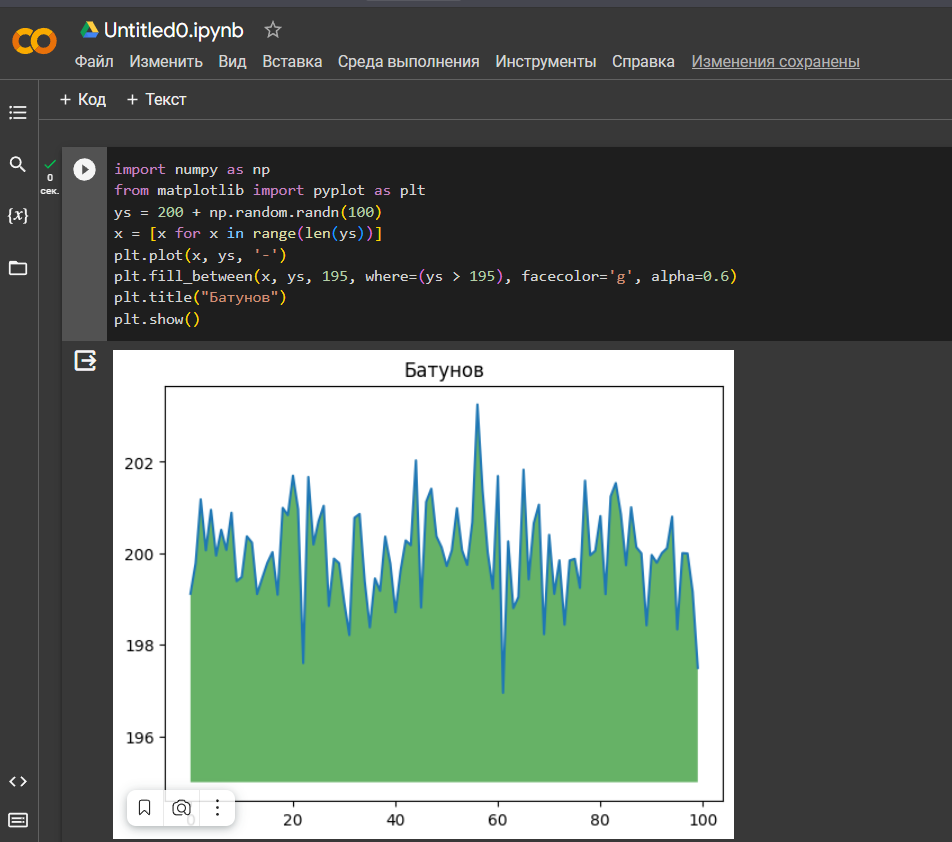 Untitled0.ipynb
Файл Изменить Вид Вставка Среда выполнения Инструменты Справка Изменения сохранены
+ Код + Текст
0
сек.
{x}
import numpy as np
from matplotlib import pyplot as plt
ys = 200 + np.random.randn(100)
x = [x for x in range(len(ys))]
plt.plot(x, ys, '-')
plt.fill_between(x, ys, 195, where=(ys > 195), facecolor='g', alpha=0.6)
plt.title("Батунов")
plt.show()
Батунов
202
200
198
196
0 20 40 60 80 100